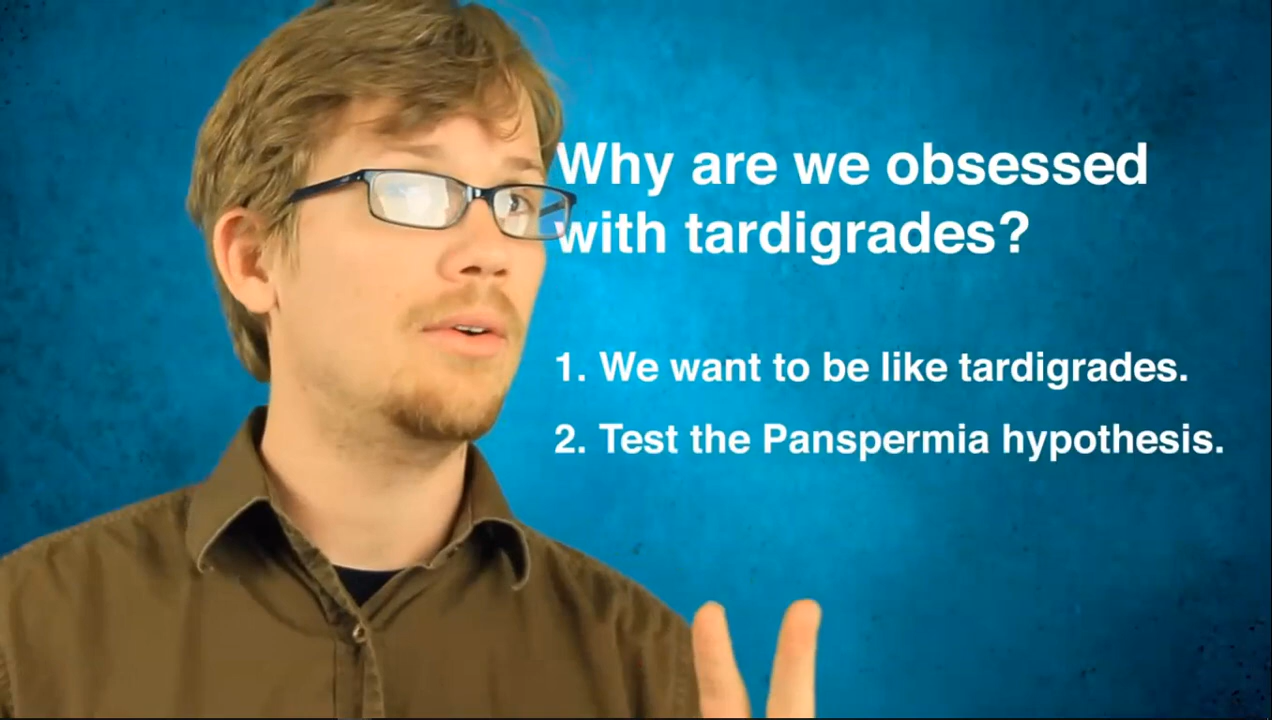 Why are we obsessed
with tardigrades?
1. We want to be like tardigrades.
2. Test the Panspermia hypothesis.